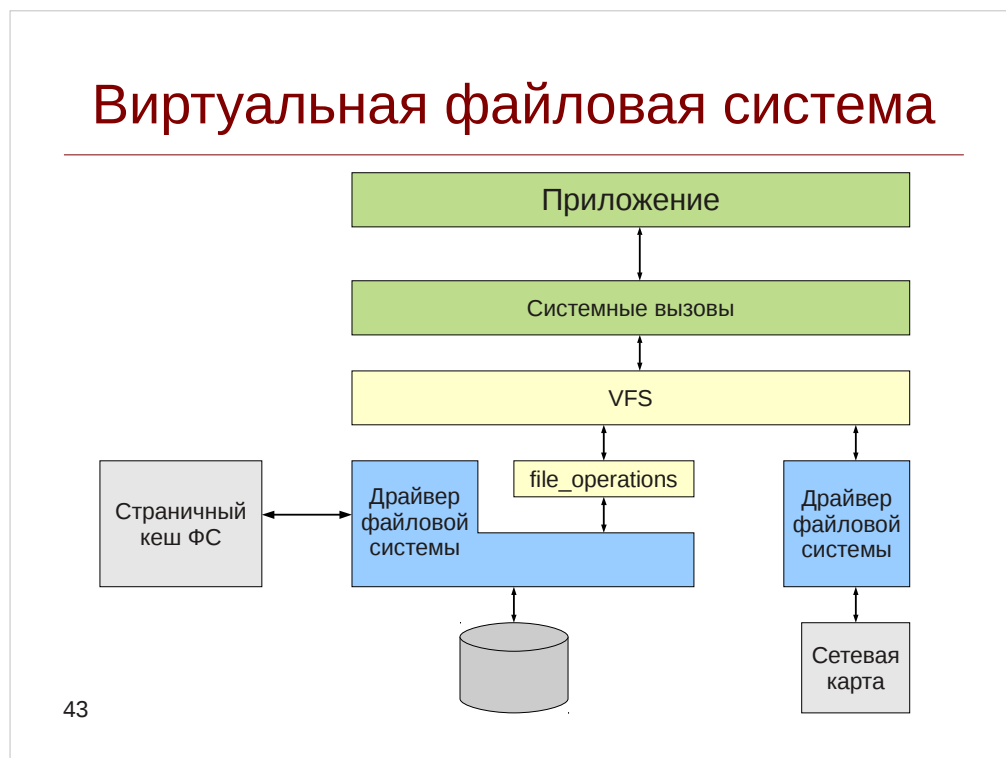 Виртуальная файловая система
Приложение
Системные вызовы
VFS
file_operations
Страничный
кеш ФС
Драйвер
файловой
системы
Драйвер
файловой
системы
Сетевая
карта
43